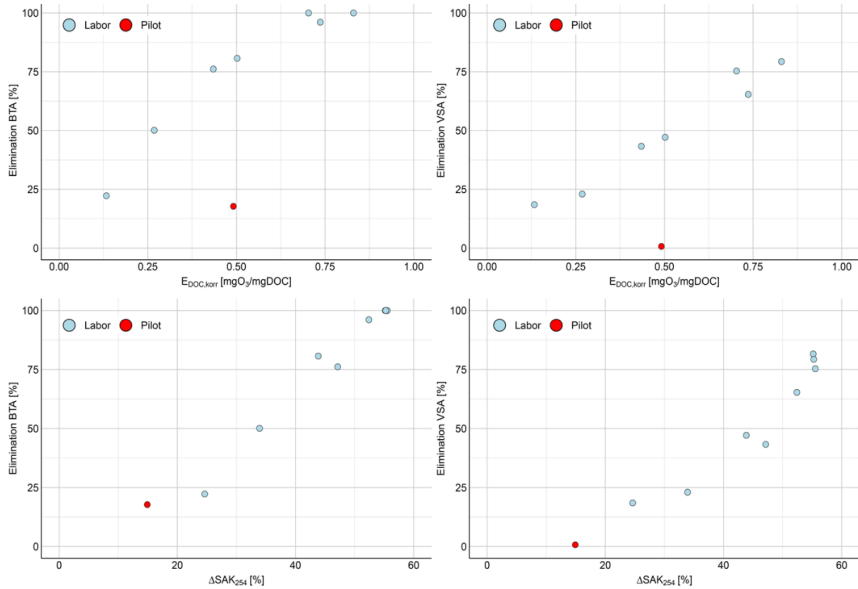 Labor Pilot
Elimination BTA [%]
100
75
50
25
0
0.00 0.25 0.50 0.75 1.00
E_DOC,korr [mgO₃/mgDOC]
Labor Pilot
Elimination VSA [%]
100
75
50
25
0
0.00 0.25 0.50 0.75 1.00
E_DOC,korr [mgO₃/mgDOC]
Labor Pilot
Elimination BTA [%]
100
75
50
25
0
0 20 40 60
ΔSAK₂₅₄ [%]
Labor Pilot
Elimination VSA [%]
100
75
50
25
0
0 20 40 60
ΔSAK₂₅₄ [%]